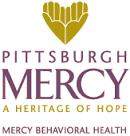 PITTSBURGH
MERCY
A HERITAGE OF HOPE
MERCY BEHAVIORAL HEALTH